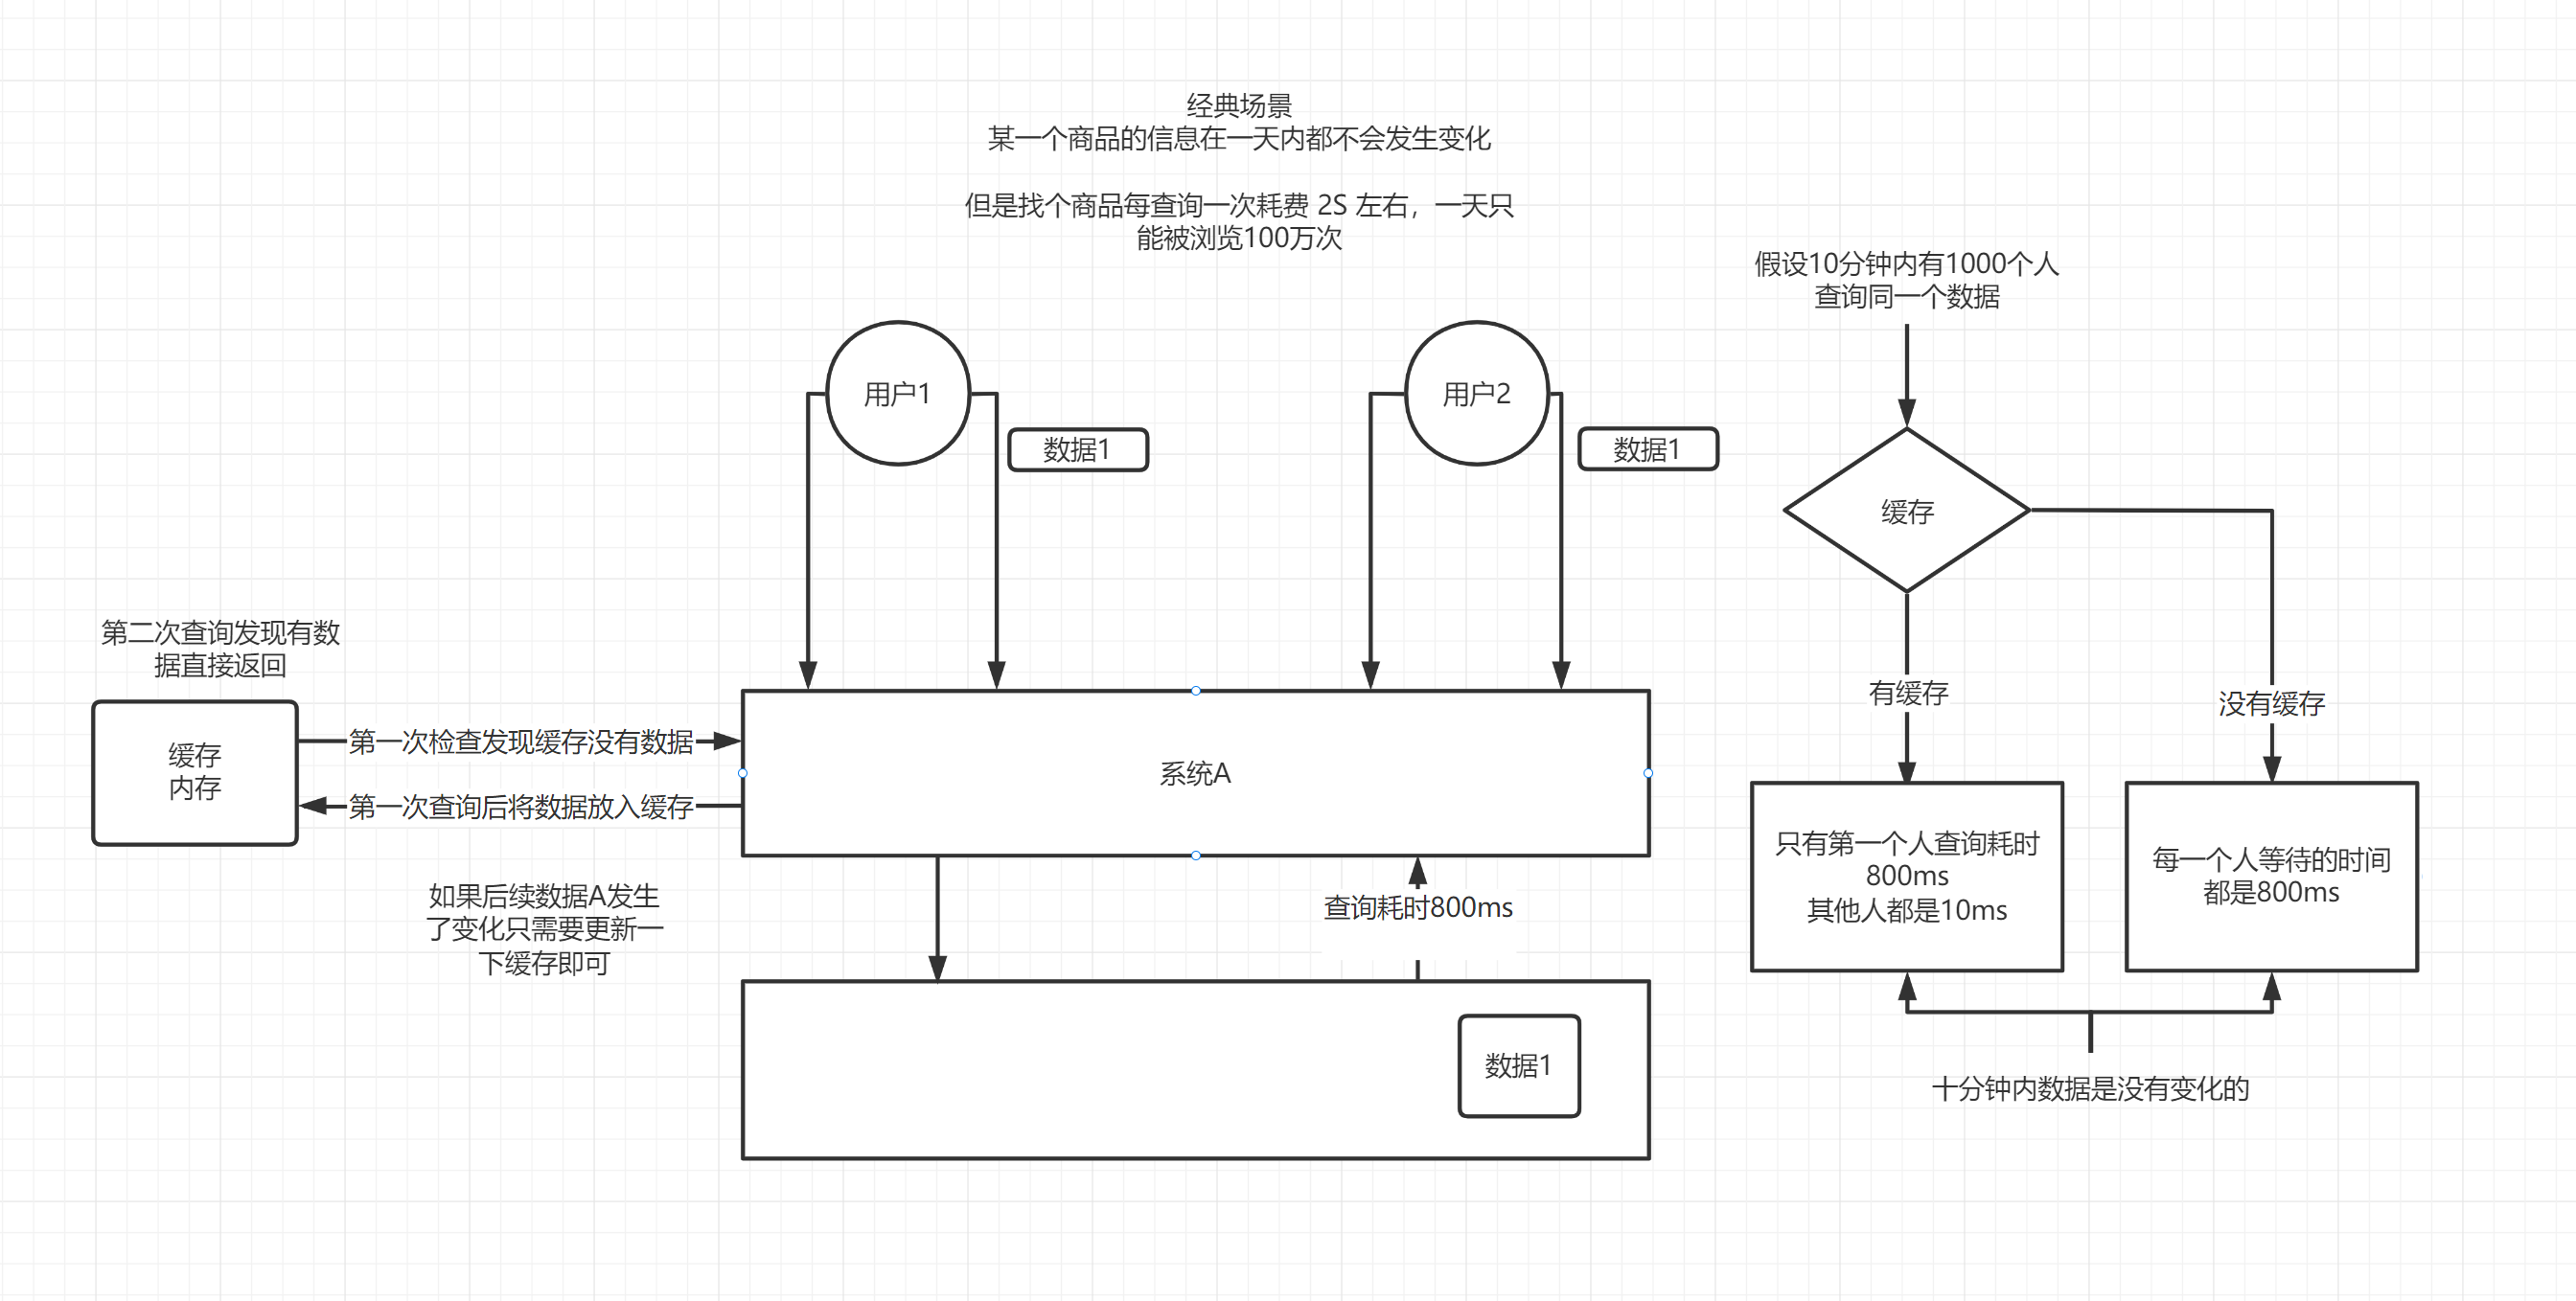 经典场景
某一个商品的信息在一天内都不会发生变化
但是找个商品每查询一次耗费 2S 左右，一天只
能被浏览100万次
假设10分钟内有1000个人
查询同一个数据
用户1
数据1
用户2
数据1
缓存
第二次查询发现有数
据直接返回
有缓存
没有缓存
缓存
内存
第一次检查发现缓存没有数据
第一次查询后将数据放入缓存
系统A
只有第一个人查询耗时
800ms
其他人都是10ms
每一个人等待的时间
都是800ms
如果后续数据A发生
了变化只需要更新一
下缓存即可
查询耗时800ms
数据1
十分钟内数据是没有变化的